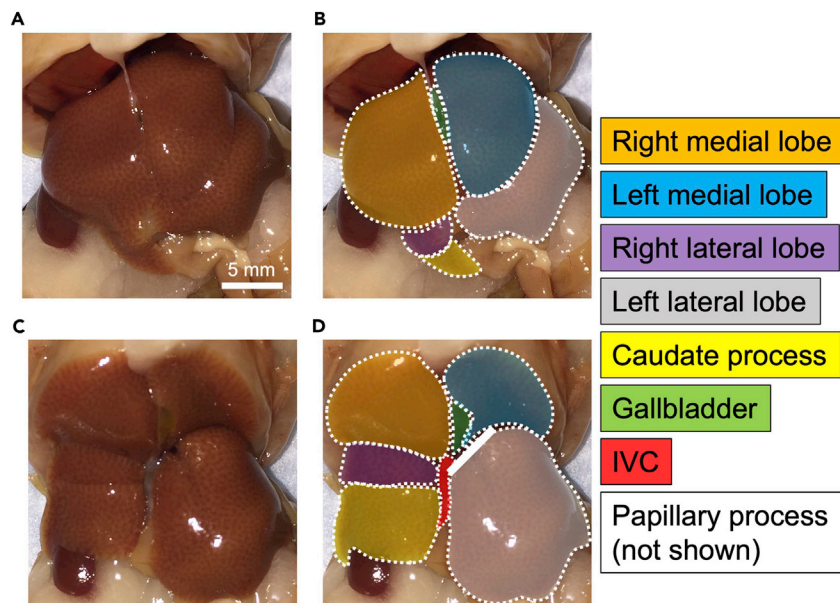 A
B
5 mm
C
D
Right medial lobe
Left medial lobe
Right lateral lobe
Left lateral lobe
Caudate process
Gallbladder
IVC
Papillary process
(not shown)